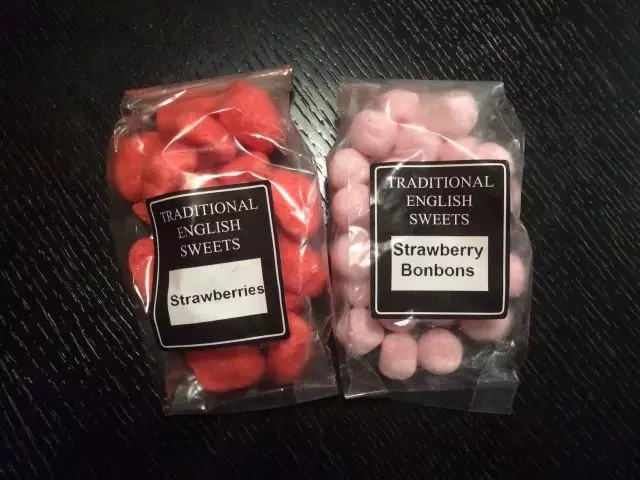 TRADITIONAL
ENGLISH
SWEETS
Strawberries
TRADITIONAL
ENGLISH
SWEETS
Strawberry
Bonbons